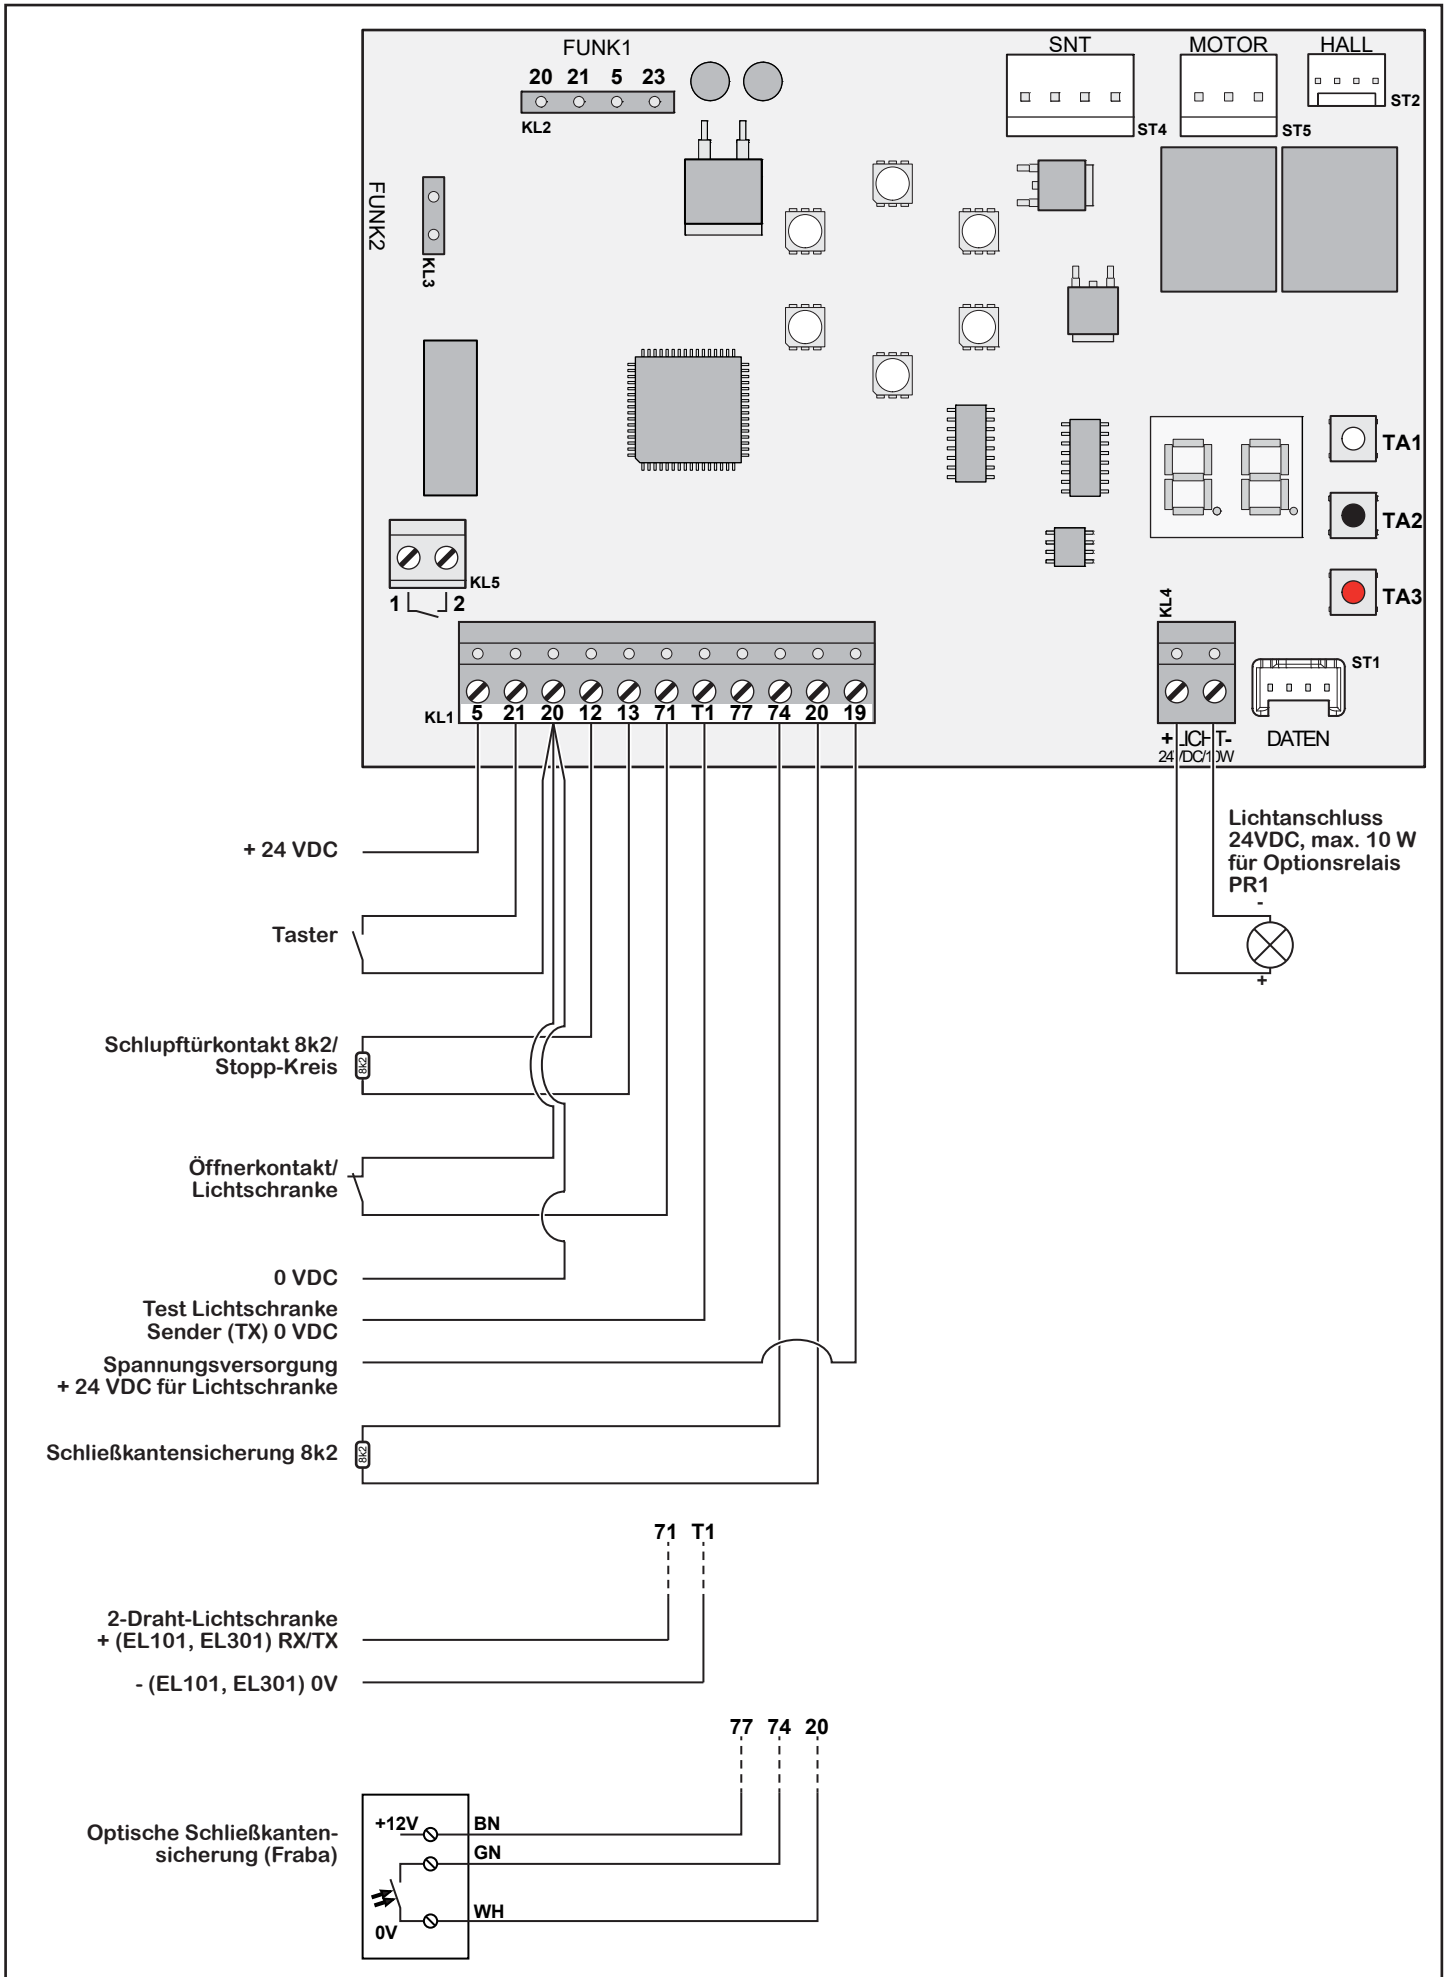 FUNK1
20 21 5 23
KL2
SNT
MOTOR
HALL
ST4
ST5
ST2
FUNK2
KL3
TA1
TA2
TA3
KL5
1 2
KL4
KL1
5 21 20 12 13 71 T1 77 74 20 19
ST1
+ LICHT-
24VDC/10W
DATEN
+ 24 VDC
Lichtanschluss
24VDC, max. 10 W
für Optionsrelais
PR1
-
+
Taster
Schlupftürkontakt 8k2/
Stopp-Kreis
8k2
Öffnerkontakt/
Lichtschranke
0 VDC
Test Lichtschranke
Sender (TX) 0 VDC
Spannungsversorgung
+ 24 VDC für Lichtschranke
Schließkantensicherung 8k2
8k2
71 T1
2-Draht-Lichtschranke
+ (EL101, EL301) RX/TX
- (EL101, EL301) 0V
77 74 20
Optische Schließkanten-
sicherung (Fraba)
+12V
BN
GN
WH
0V